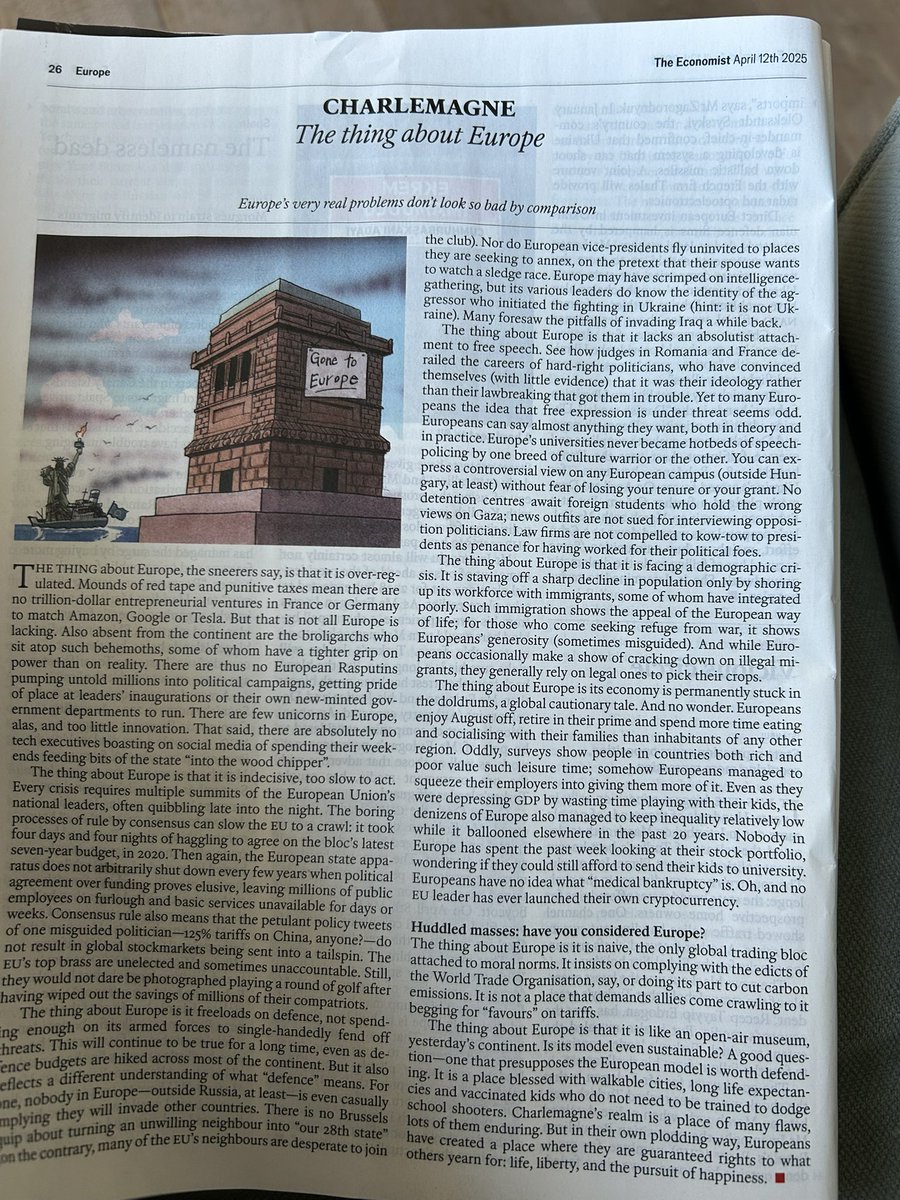 26 Europe
The Economist April 12th 2025
CHARLEMAGNE
The thing about Europe
Europe's very real problems don't look so bad by comparison
"Gone to
Europe"
THE THING about Europe, the sneerers say, is that it is over-reg-
ulated. Mounds of red tape and punitive taxes mean there are
no trillion-dollar entrepreneurial ventures in France or Germany
to match Amazon, Google or Tesla. But that is not all Europe is
lacking. Also absent from the continent are the broligarchs who
sit atop such behemoths, some of whom have a tighter grip on
power than on reality. There are thus no European Rasputins
pumping untold millions into political campaigns, getting pride
of place at leaders' inaugurations or their own new-minted gov-
ernment departments to run. There are few unicorns in Europe,
alas, and too little innovation. That said, there are absolutely no
tech executives boasting on social media of spending their week-
ends feeding bits of the state "into the wood chipper".
The thing about Europe is that it is indecisive, too slow to act.
Every crisis requires multiple summits of the European Union's
national leaders, often quibbling late into the night. The boring
processes of rule by consensus can slow the EU to a crawl: it took
four days and four nights of haggling to agree on the bloc's latest
seven-year budget, in 2020. Then again, the European state appa-
ratus does not arbitrarily shut down every few years when political
agreement over funding proves elusive, leaving millions of public
employees on furlough and basic services unavailable for days or
weeks. Consensus rule also means that the petulant policy tweets
of one misguided politician—125% tariffs on China, anyone?—do
not result in global stockmarkets being sent into a tailspin. The
EU's top brass are unelected and sometimes unaccountable. Still,
they would not dare be photographed playing a round of golf after
having wiped out the savings of millions of their compatriots.
The thing about Europe is it freeloads on defence, not spend-
ing enough on its armed forces to single-handedly fend off
threats. This will continue to be true for a long time, even as de-
fence budgets are hiked across most of the continent. But it also
eflects a different understanding of what "defence" means. For
ne, nobody in Europe—outside Russia, at least—is even casually
mplying they will invade other countries. There is no Brussels
quip about turning an unwilling neighbour into "our 28th state"
on the contrary, many of the EU's neighbours are desperate to join
the club). Nor do European vice-presidents fly uninvited to places
they are seeking to annex, on the pretext that their spouse wants
to watch a sledge race. Europe may have scrimped on intelligence-
gathering, but its various leaders do know the identity of the ag-
gressor who initiated the fighting in Ukraine (hint: it is not Uk-
raine). Many foresaw the pitfalls of invading Iraq a while back.
The thing about Europe is that it lacks an absolutist attach-
ment to free speech. See how judges in Romania and France de-
railed the careers of hard-right politicians, who have convinced
themselves (with little evidence) that it was their ideology rather
than their lawbreaking that got them in trouble. Yet to many Euro-
peans the idea that free expression is under threat seems odd.
Europeans can say almost anything they want, both in theory and
in practice. Europe's universities never became hotbeds of speech-
policing by one breed of culture warrior or the other. You can ex-
press a controversial view on any European campus (outside Hun-
gary, at least) without fear of losing your tenure or your grant. No
detention centres await foreign students who hold the wrong
views on Gaza; news outfits are not sued for interviewing opposi-
tion politicians. Law firms are not compelled to kow-tow to presi-
dents as penance for having worked for their political foes.
The thing about Europe is that it is facing a demographic cri-
sis. It is staving off a sharp decline in population only by shoring
up its workforce with immigrants, some of whom have integrated
poorly. Such immigration shows the appeal of the European way
of life; for those who come seeking refuge from war, it shows
Europeans' generosity (sometimes misguided). And while Euro-
peans occasionally make a show of cracking down on illegal mi-
grants, they generally rely on legal ones to pick their crops.
The thing about Europe is its economy is permanently stuck in
the doldrums, a global cautionary tale. And no wonder. Europeans
enjoy August off, retire in their prime and spend more time eating
and socialising with their families than inhabitants of any other
region. Oddly, surveys show people in countries both rich and
poor value such leisure time; somehow Europeans managed to
squeeze their employers into giving them more of it. Even as they
were depressing GDP by wasting time playing with their kids, the
denizens of Europe also managed to keep inequality relatively low
while it ballooned elsewhere in the past 20 years. Nobody in
Europe has spent the past week looking at their stock portfolio,
wondering if they could still afford to send their kids to university.
Europeans have no idea what "medical bankruptcy" is. Oh, and no
EU leader has ever launched their own cryptocurrency.
Huddled masses: have you considered Europe?
The thing about Europe is it is naive, the only global trading bloc
attached to moral norms. It insists on complying with the edicts of
the World Trade Organisation, say, or doing its part to cut carbon
emissions. It is not a place that demands allies come crawling to it
begging for "favours" on tariffs.
The thing about Europe is that it is like an open-air museum,
yesterday's continent. Is its model even sustainable? A good ques-
tion—one that presupposes the European model is worth defend-
ing. It is a place blessed with walkable cities, long life expectan-
cies and vaccinated kids who do not need to be trained to dodge
school shooters. Charlemagne's realm is a place of many flaws,
lots of them enduring. But in their own plodding way, Europeans
have created a place where they are guaranteed rights to what
others yearn for: life, liberty, and the pursuit of happiness.